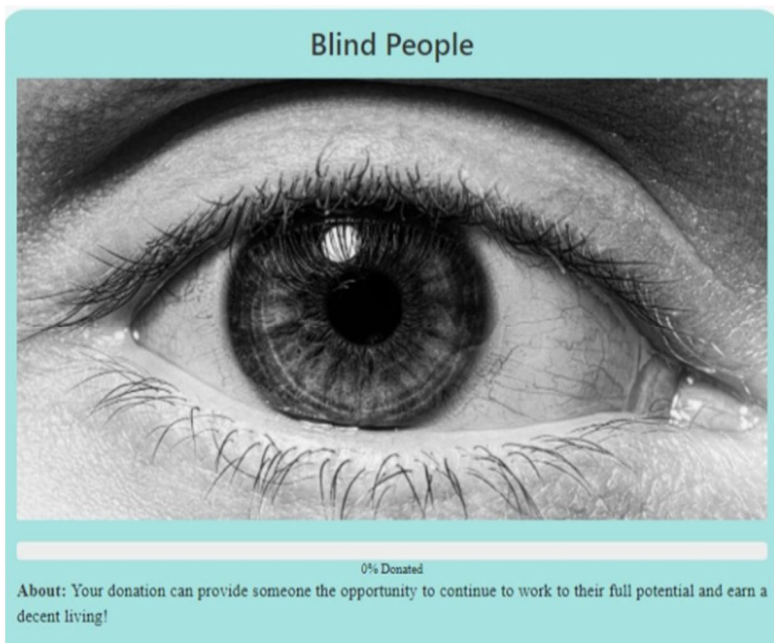 Blind People
0% Donated
About: Your donation can provide someone the opportunity to continue to work to their full potential and earn a
decent living!